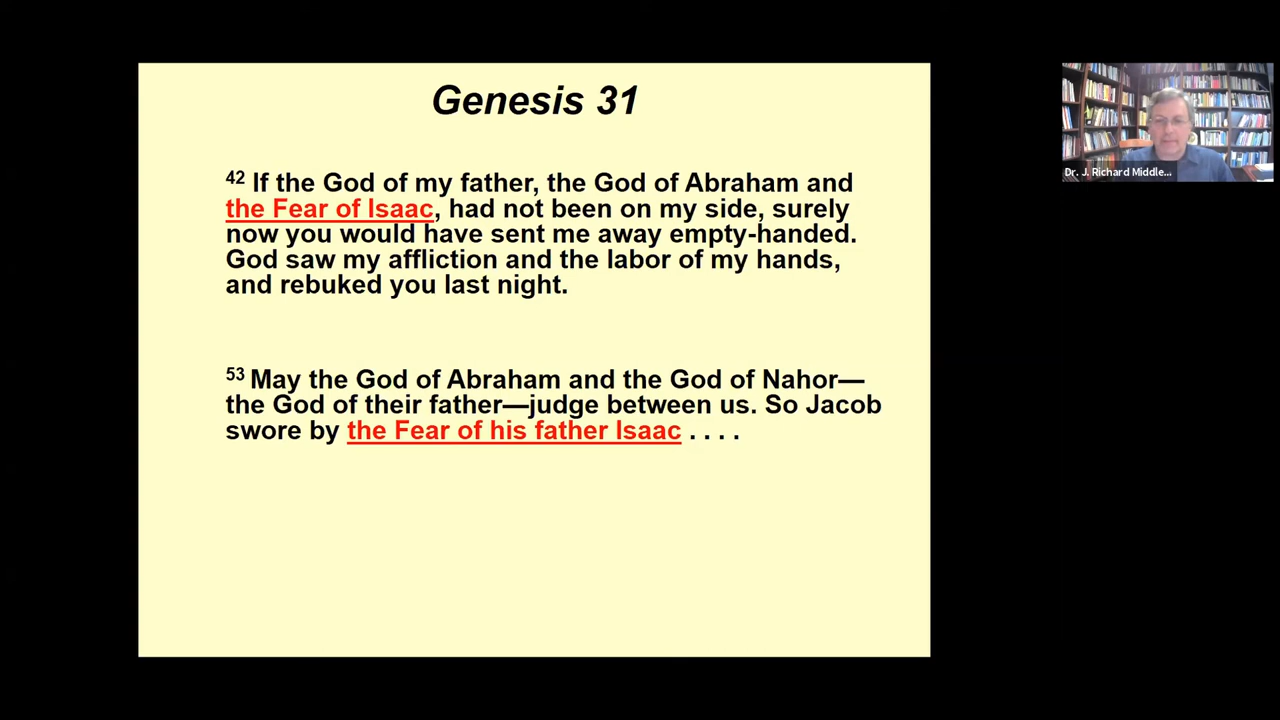 Genesis 31
42 If the God of my father, the God of Abraham and
the Fear of Isaac, had not been on my side, surely
now you would have sent me away empty-handed.
God saw my affliction and the labor of my hands,
and rebuked you last night.
53 May the God of Abraham and the God of Nahor—
the God of their father—judge between us. So Jacob
swore by the Fear of his father Isaac . . . .
Dr. J. Richard Middle...